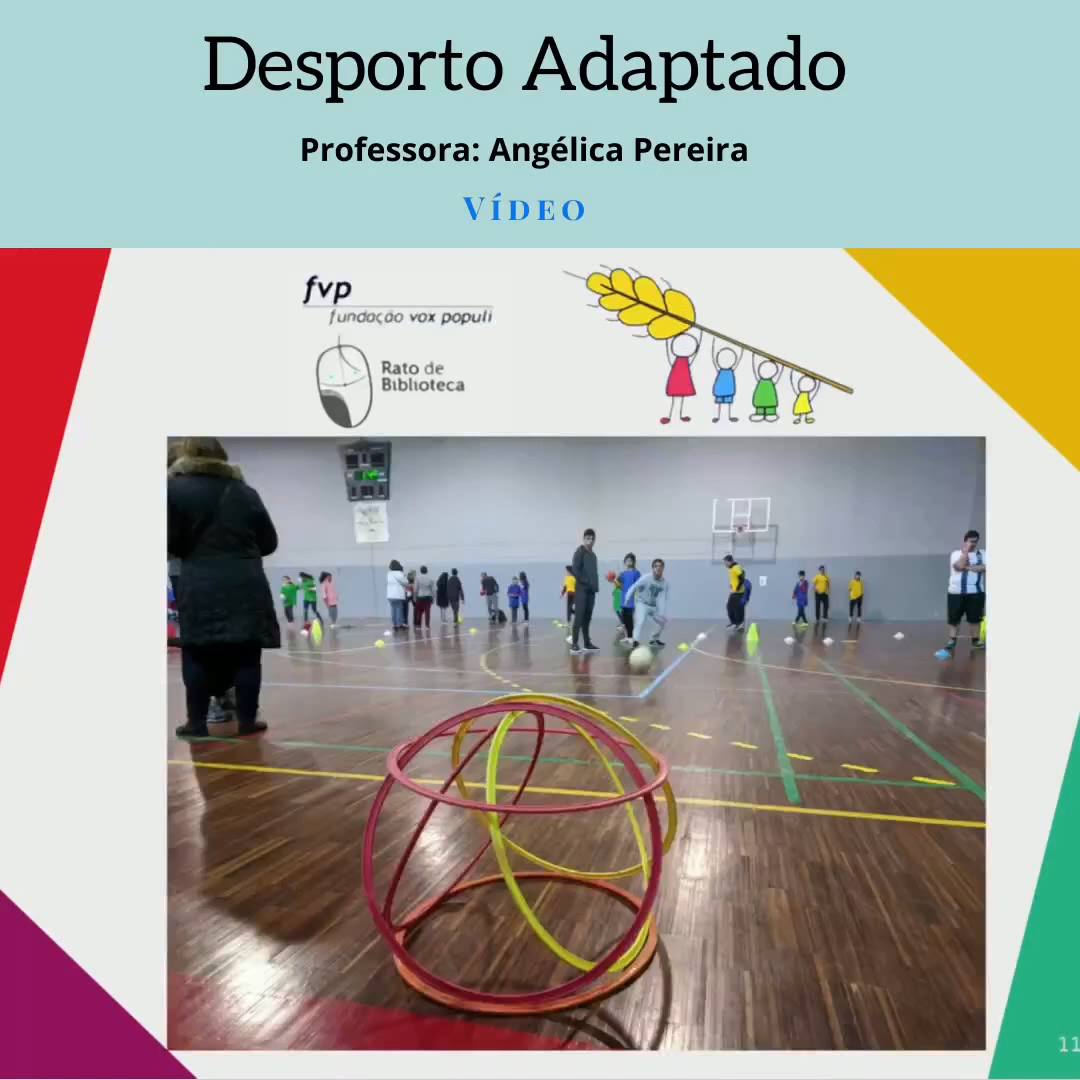 Desporto Adaptado
Professora: Angélica Pereira
VÍDEO
fvp
fundação vox populi
Rato de
Biblioteca
11